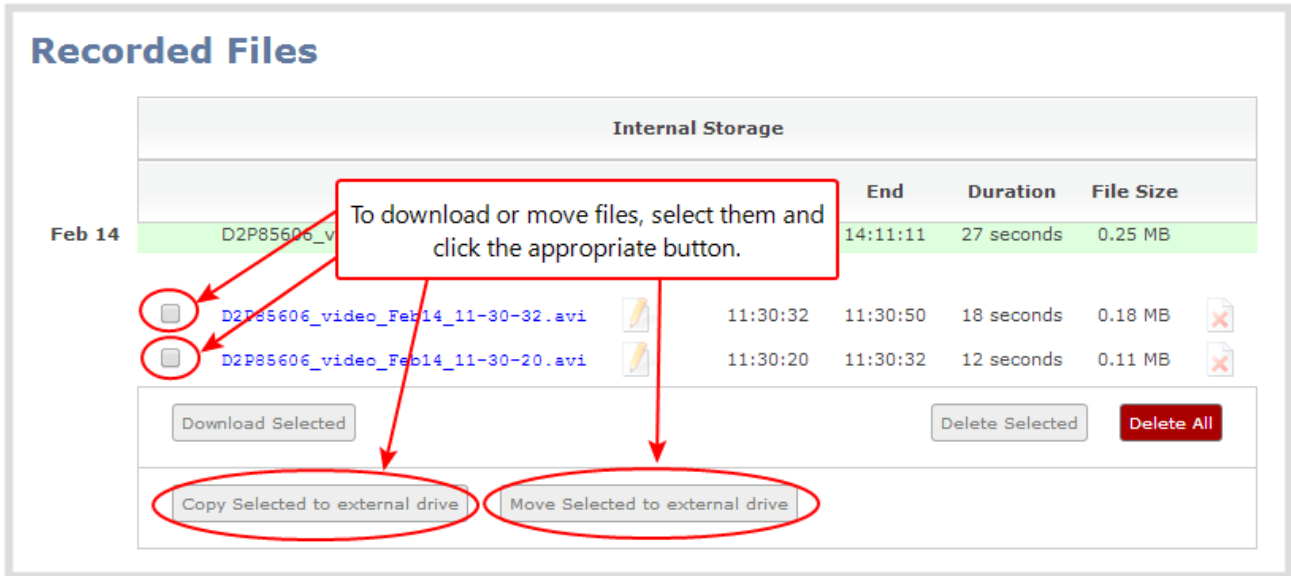 Recorded Files
Internal Storage
End Duration File Size
To download or move files, select them and
click the appropriate button.
Feb 14 D2P85606_v 14:11:11 27 seconds 0.25 MB
D2P85606_video_Feb14_11-30-32.avi 11:30:32 11:30:50 18 seconds 0.18 MB
D2P85606_video_Feb14_11-30-20.avi 11:30:20 11:30:32 12 seconds 0.11 MB
Download Selected Delete Selected Delete All
Copy Selected to external drive Move Selected to external drive